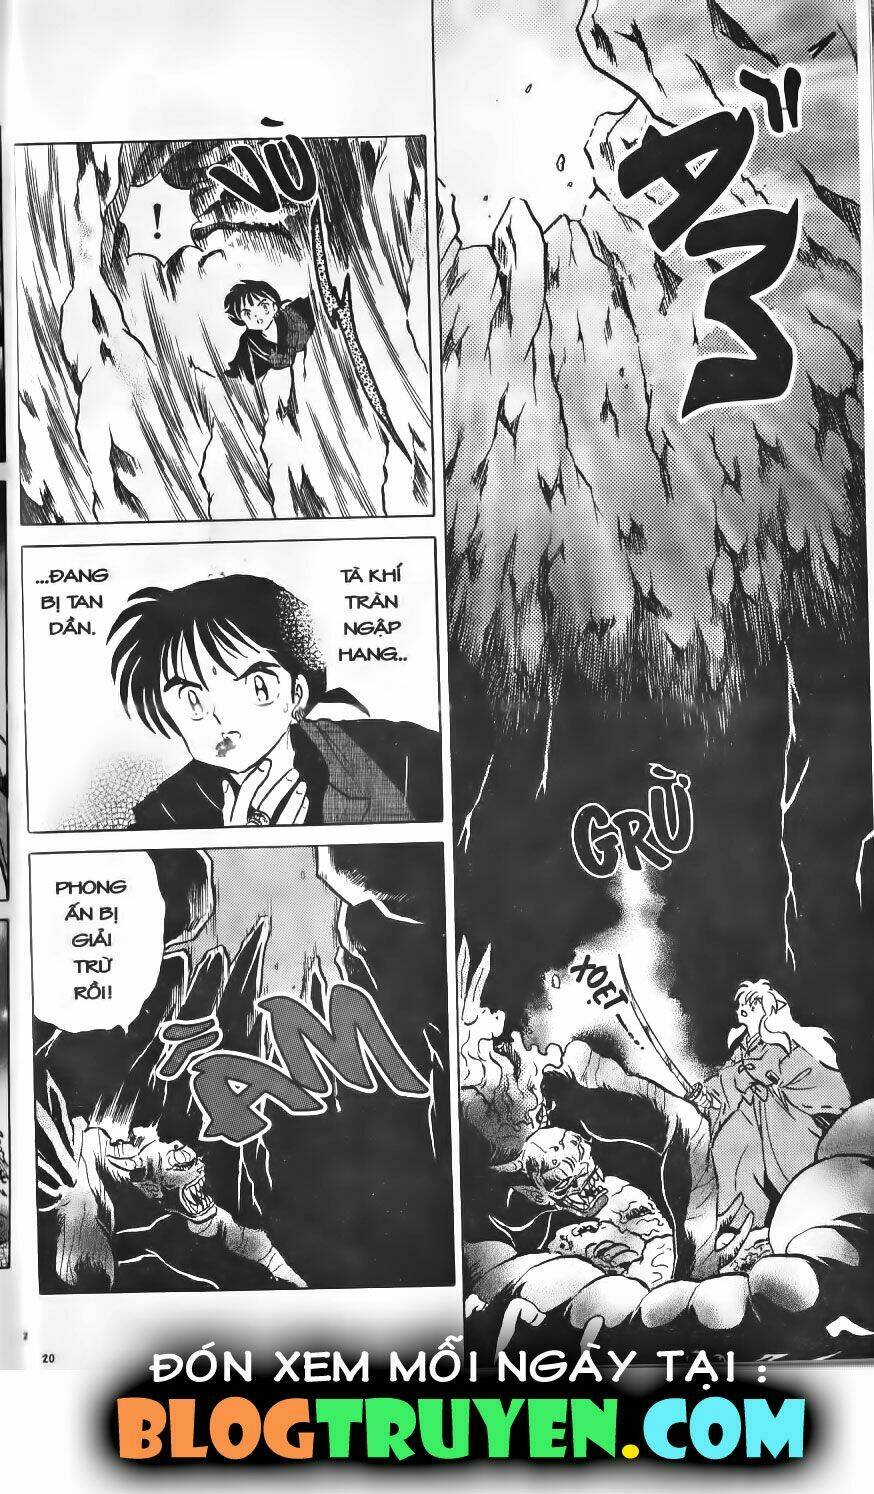 ẦM
GRỪ
XOẸT
VÙ
!
TÀ KHÍ
TRÀN
NGẬP
HANG...
...ĐANG
BỊ TAN
DẦN.
PHONG
ẤN BỊ
GIẢI
TRỪ
RỒI!
ẦM
20
ĐÓN XEM MỖI NGÀY TẠI :
BLOGTRUYEN.COM